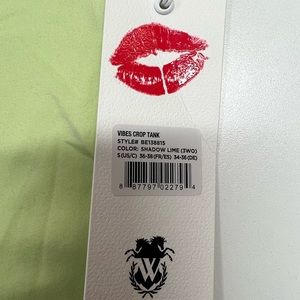 VIBES CROP TANK
STYLE# BE138815
COLOR: SHADOW LIME (3WO)
S(US/C) 36-38(FR/ES) 34-36(DE)
8 87797 02279 4
W